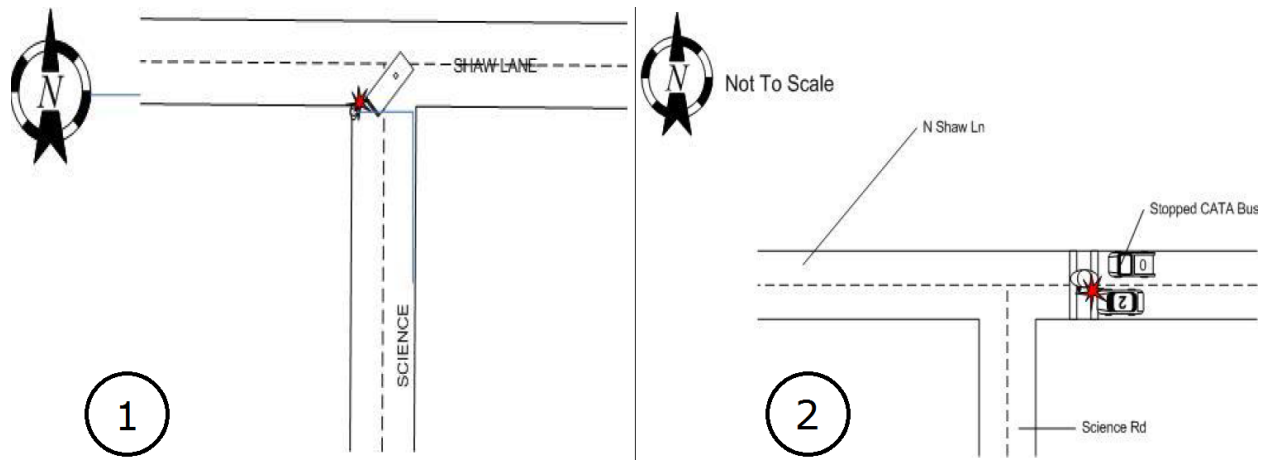 N
SHAW LANE
SCIENCE
1
N
Not To Scale
N Shaw Ln
Stopped CATA Bus
0
2
Science Rd
2